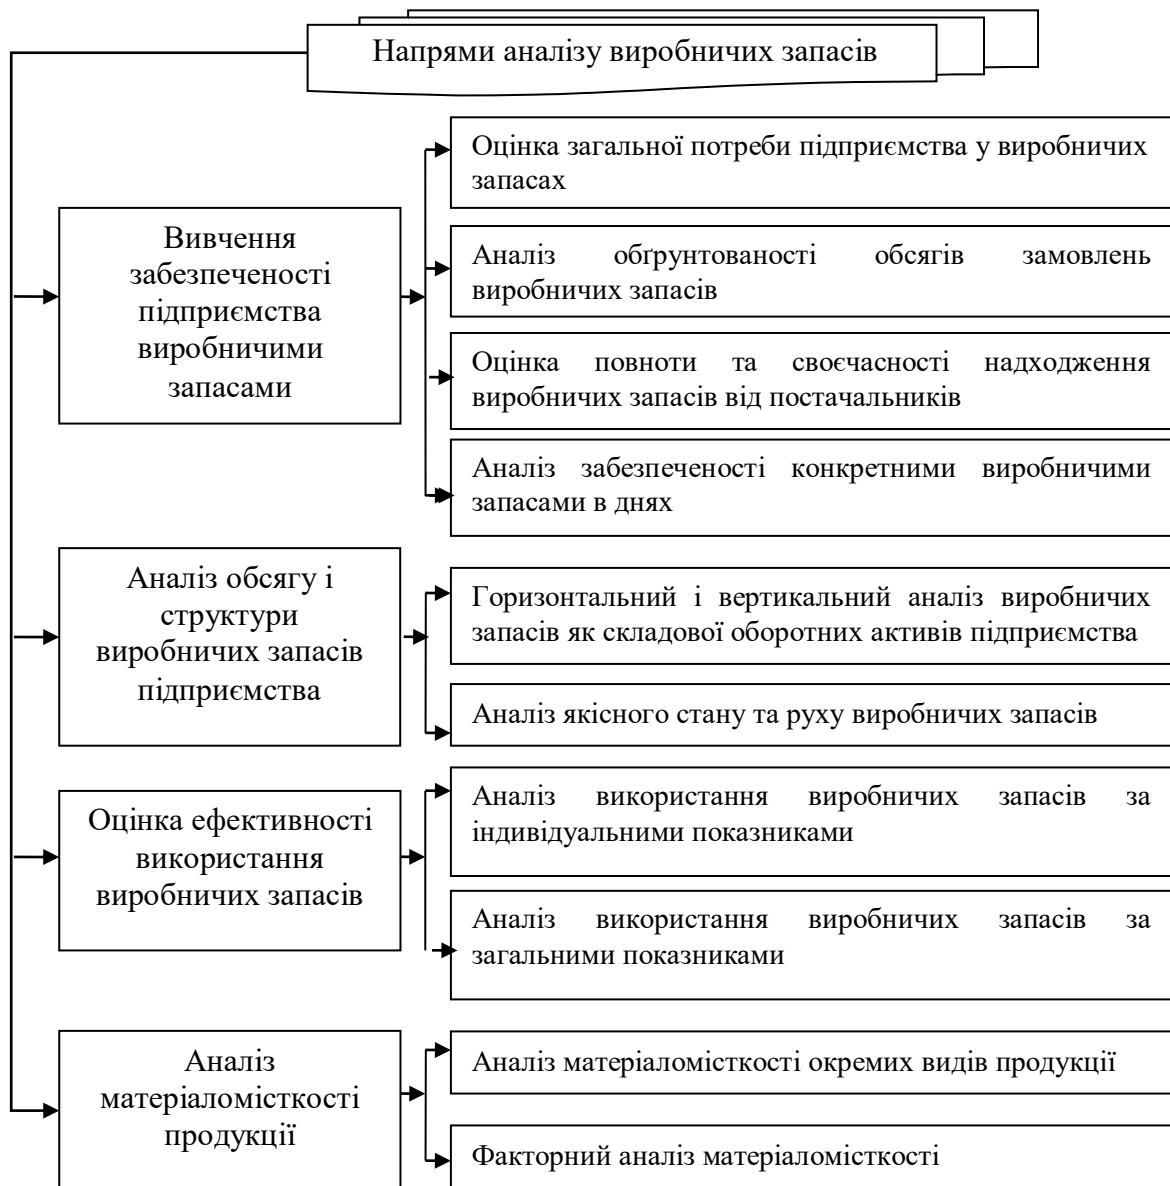 Напрями аналізу виробничих запасів
Вивчення
забезпеченості
підприємства
виробничими
запасами
Оцінка загальної потреби підприємства у виробничих
запасах
Аналіз обґрунтованості обсягів замовлень
виробничих запасів
Оцінка повноти та своєчасності надходження
виробничих запасів від постачальників
Аналіз забезпеченості конкретними виробничими
запасами в днях
Аналіз обсягу і
структури
виробничих запасів
підприємства
Горизонтальний і вертикальний аналіз виробничих
запасів як складової оборотних активів підприємства
Аналіз якісного стану та руху виробничих запасів
Оцінка ефективності
використання
виробничих запасів
Аналіз використання виробничих запасів за
індивідуальними показниками
Аналіз використання виробничих запасів за
загальними показниками
Аналіз
матеріаломісткості
продукції
Аналіз матеріаломісткості окремих видів продукції
Факторний аналіз матеріаломісткості